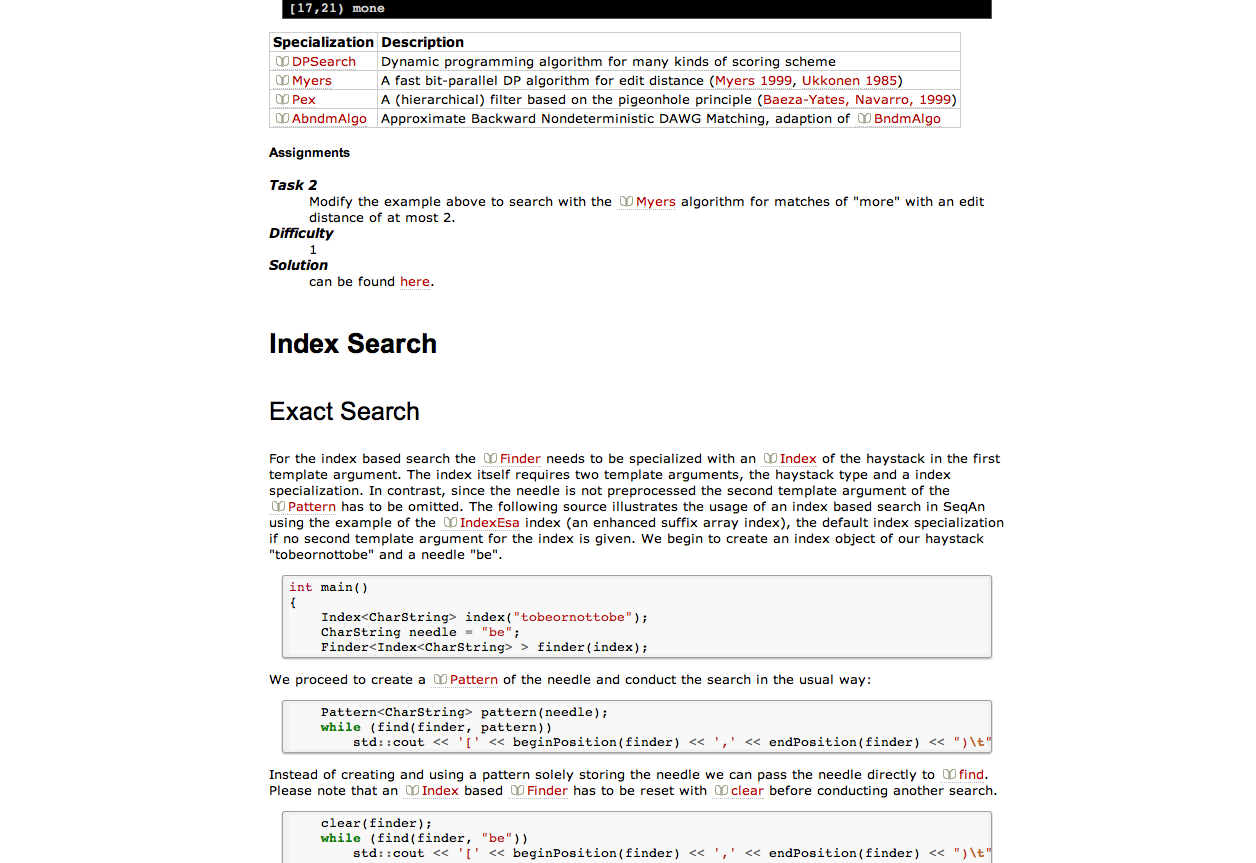 [17,21) mone
Specialization Description
DPSearch Dynamic programming algorithm for many kinds of scoring scheme
Myers A fast bit-parallel DP algorithm for edit distance (Myers 1999, Ukkonen 1985)
Pex A (hierarchical) filter based on the pigeonhole principle (Baeza-Yates, Navarro, 1999)
AbndmAlgo Approximate Backward Nondeterministic DAWG Matching, adaption of BndmAlgo
Assignments
Task 2
Modify the example above to search with the Myers algorithm for matches of "more" with an edit
distance of at most 2.
Difficulty
1
Solution
can be found here.
Index Search
Exact Search
For the index based search the Finder needs to be specialized with an Index of the haystack in the first
template argument. The index itself requires two template arguments, the haystack type and a index
specialization. In contrast, since the needle is not preprocessed the second template argument of the
Pattern has to be omitted. The following source illustrates the usage of an index based search in SeqAn
using the example of the IndexEsa index (an enhanced suffix array index), the default index specialization
if no second template argument for the index is given. We begin to create an index object of our haystack
"tobeornottobe" and a needle "be".
int main()
{
Index<CharString> index("tobeornottobe");
CharString needle = "be";
Finder<Index<CharString> > finder(index);
We proceed to create a Pattern of the needle and conduct the search in the usual way:
Pattern<CharString> pattern(needle);
while (find(finder, pattern))
std::cout << '[' << beginPosition(finder) << ',' << endPosition(finder) << ")\t"
Instead of creating and using a pattern solely storing the needle we can pass the needle directly to find.
Please note that an Index based Finder has to be reset with clear before conducting another search.
clear(finder);
while (find(finder, "be"))
std::cout << '[' << beginPosition(finder) << ',' << endPosition(finder) << ")\t"